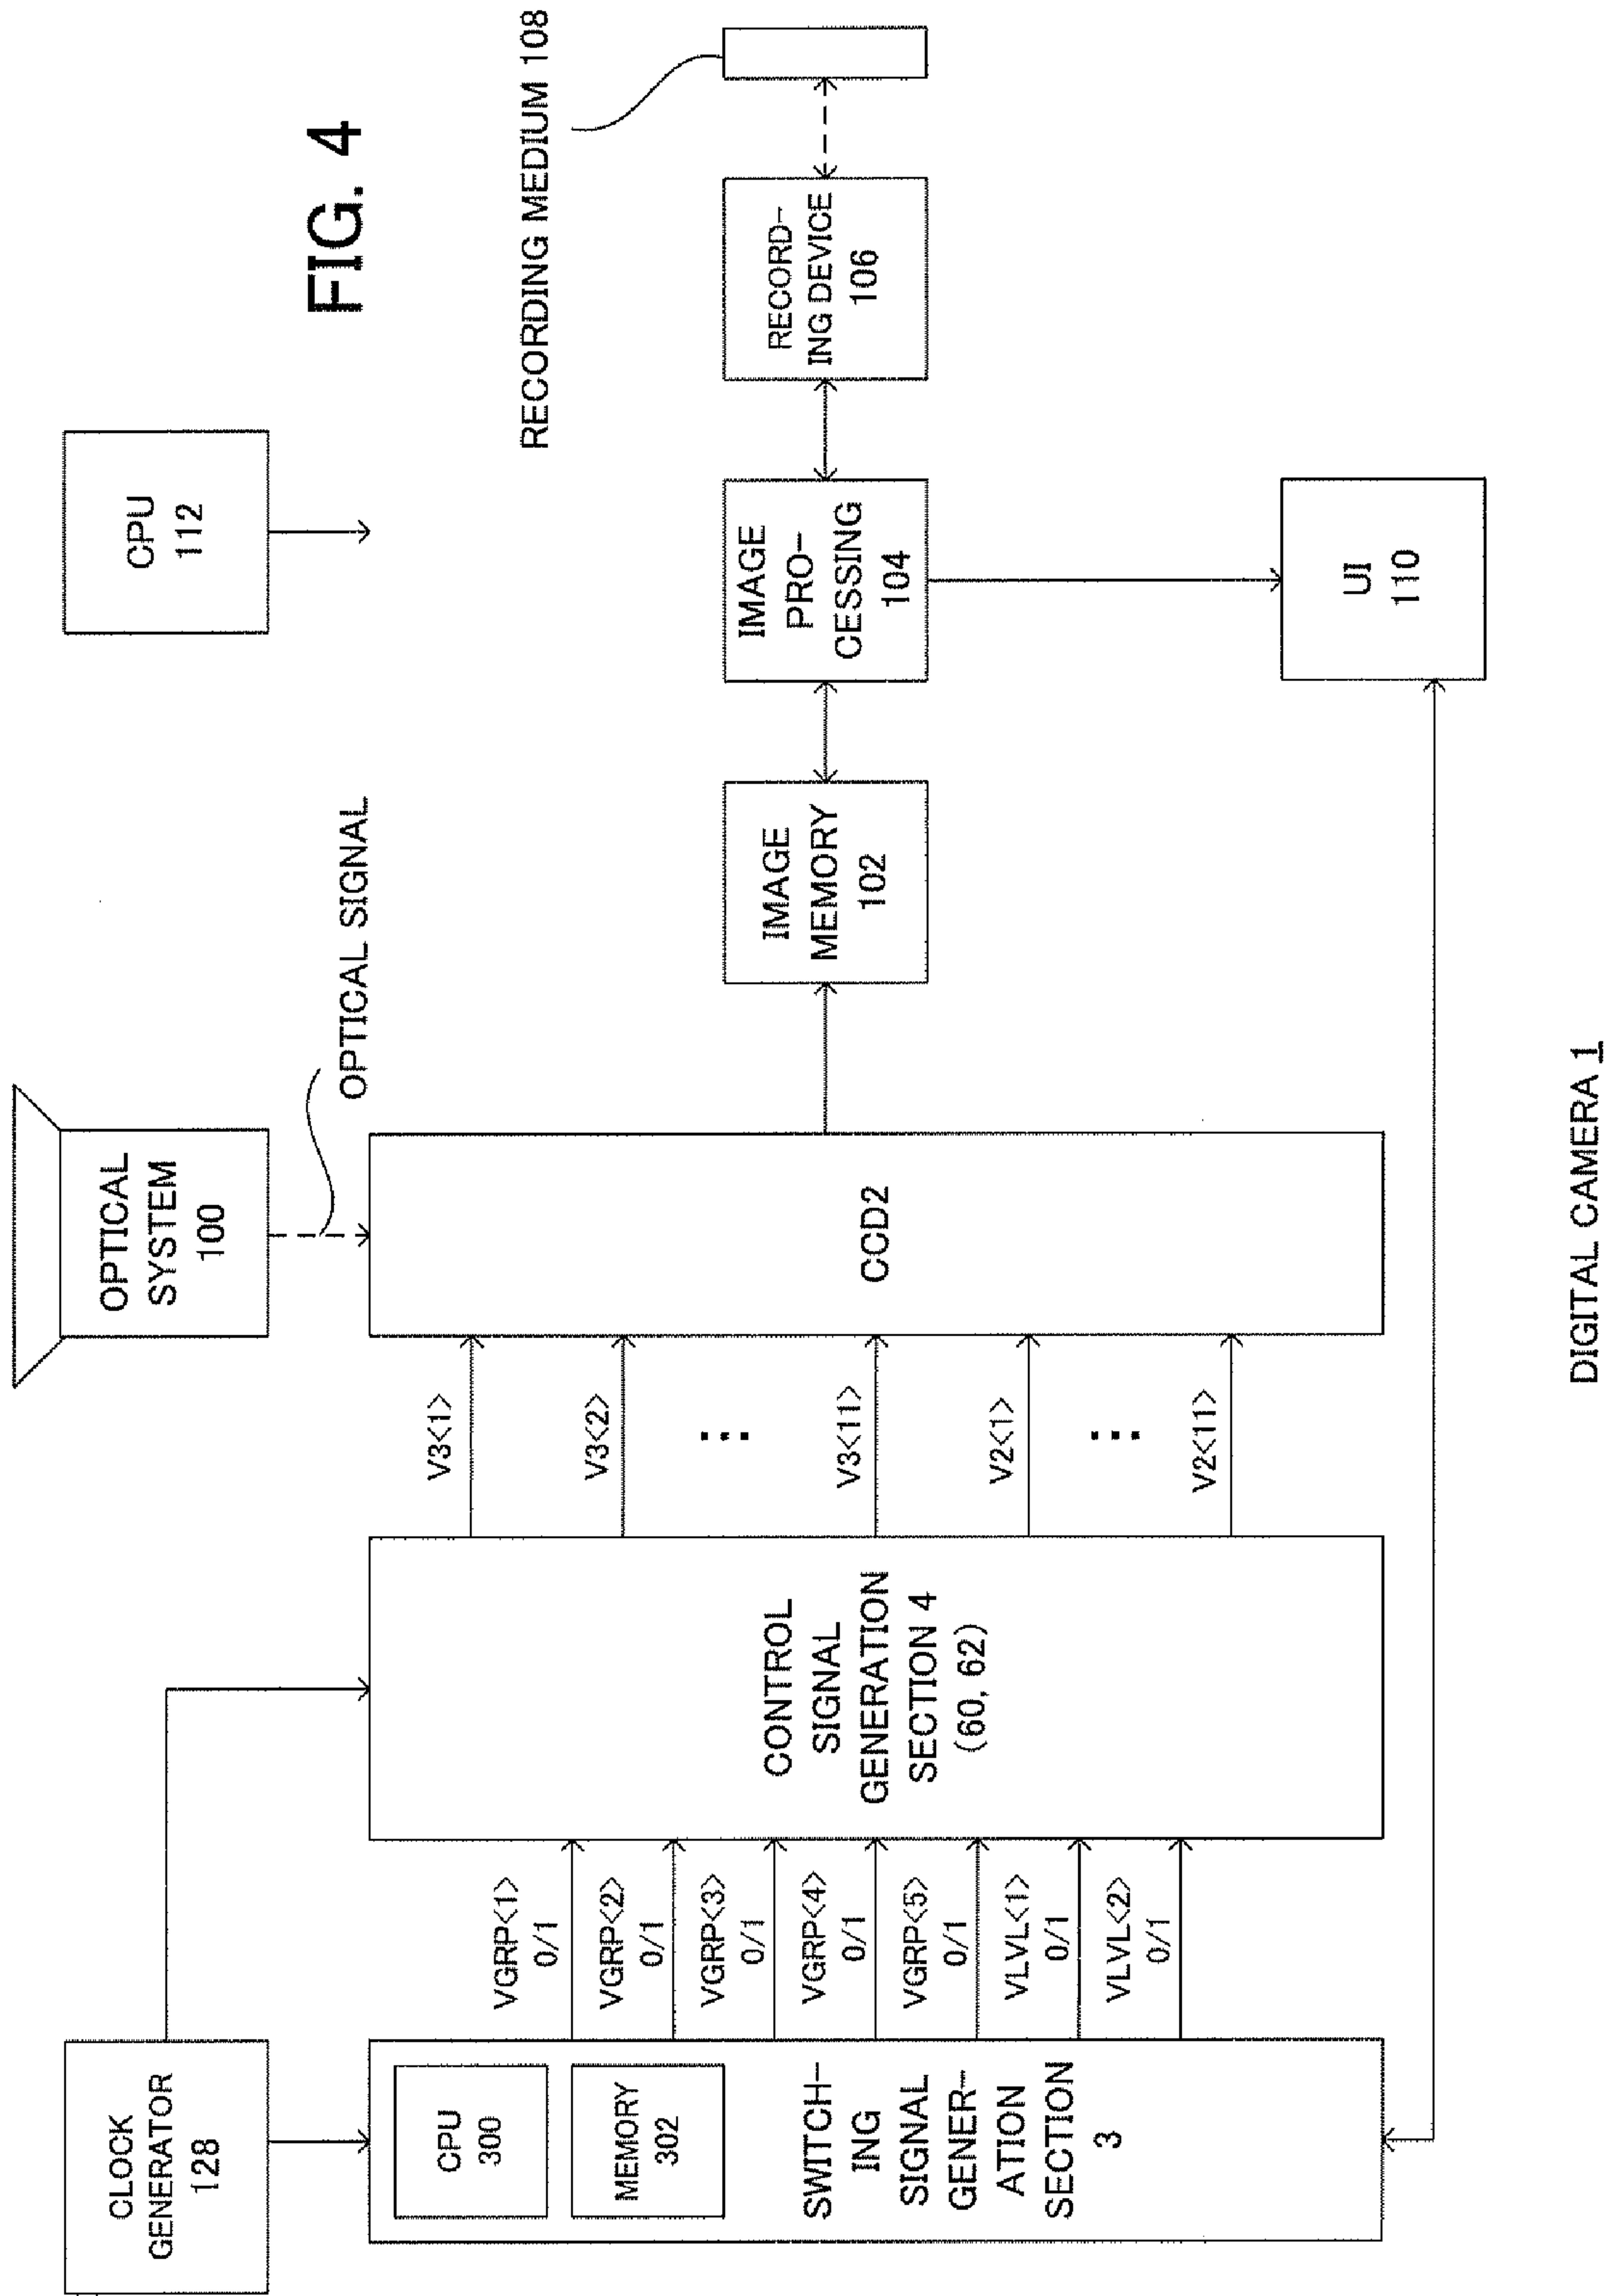 FIG. 4
CLOCK
GENERATOR
128
OPTICAL
SYSTEM
100
OPTICAL SIGNAL
CPU
112
CPU
300
MEMORY
302
SWITCH-
ING
SIGNAL
GENER-
ATION
SECTION
3
VGRP<1>
0/1
VGRP<2>
0/1
VGRP<3>
0/1
VGRP<4>
0/1
VGRP<5>
0/1
VLVL<1>
0/1
VLVL<2>
0/1
CONTROL
SIGNAL
GENERATION
SECTION 4
(60, 62)
V3<1>
V3<2>
...
V3<11>
V2<1>
...
V2<11>
CCD2
IMAGE
MEMORY
102
IMAGE
PRO-
CESSING
104
RECORD-
ING DEVICE
106
RECORDING MEDIUM 108
UI
110
DIGITAL CAMERA 1